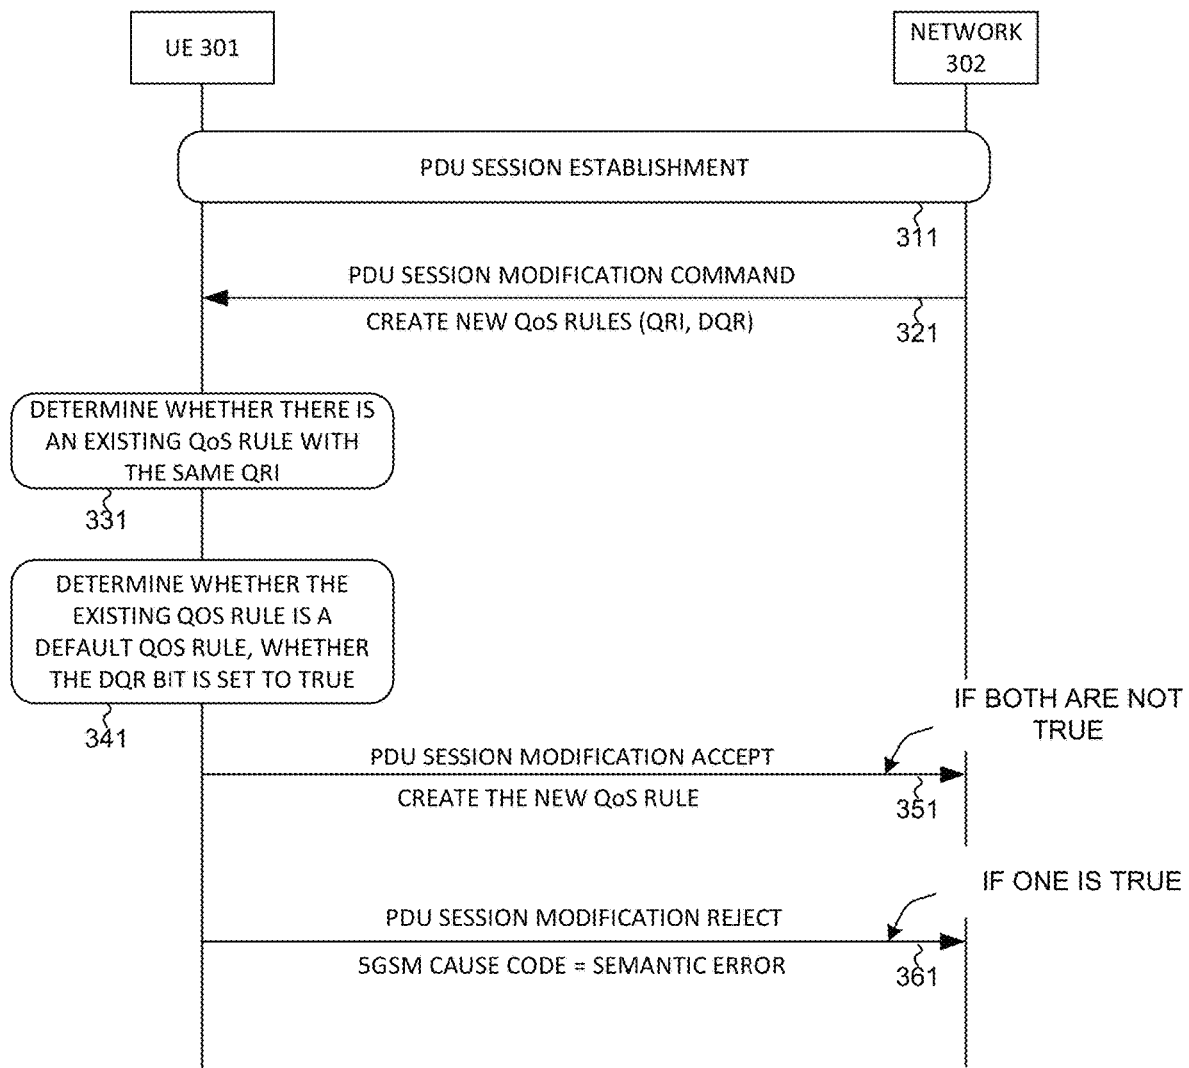 UE 301
NETWORK
302
PDU SESSION ESTABLISHMENT
311
PDU SESSION MODIFICATION COMMAND
CREATE NEW QoS RULES (QRI, DQR)
321
DETERMINE WHETHER THERE IS
AN EXISTING QoS RULE WITH
THE SAME QRI
331
DETERMINE WHETHER THE
EXISTING QOS RULE IS A
DEFAULT QOS RULE, WHETHER
THE DQR BIT IS SET TO TRUE
341
IF BOTH ARE NOT
TRUE
PDU SESSION MODIFICATION ACCEPT
CREATE THE NEW QoS RULE
351
IF ONE IS TRUE
PDU SESSION MODIFICATION REJECT
5GSM CAUSE CODE = SEMANTIC ERROR
361